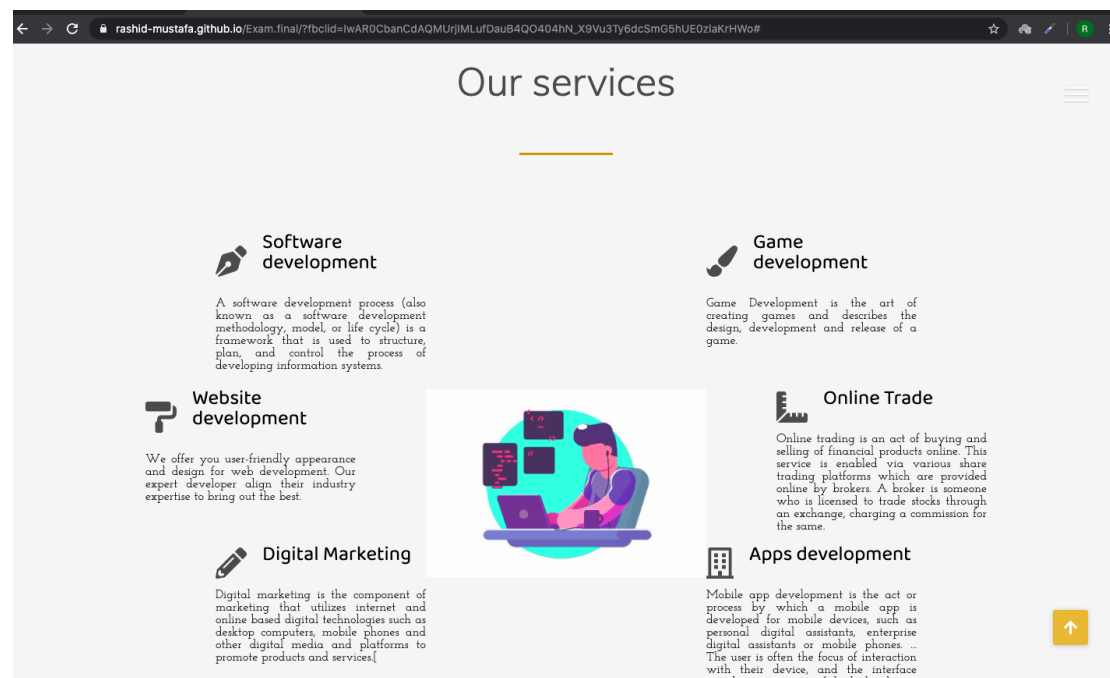 rashid-mustafa.github.io/Exam.final/?fbclid=IwAR0CbanCdAQMUrjIMLufDauB4QO404hN_X9Vu3Ty6dcSmG5hUE0zlaKrHWo#
R
Our services
Software
development
A software development process (also
known as a software development
methodology, model, or life cycle) is a
framework that is used to structure,
plan, and control the process of
developing information systems.
Game
development
Game Development is the art of
creating games and describes the
design, development and release of a
game.
Website
development
We offer you user-friendly appearance
and design for web development. Our
expert developer align their industry
expertise to bring out the best.
Online Trade
Online trading is an act of buying and
selling of financial products online. This
service is enabled via various share
trading platforms which are provided
online by brokers. A broker is someone
who is licensed to trade stocks through
an exchange, charging a commission for
the same.
Digital Marketing
Digital marketing is the component of
marketing that utilizes internet and
online based digital technologies such as
desktop computers, mobile phones and
other digital media and platforms to
promote products and services.[
Apps development
Mobile app development is the act or
process by which a mobile app is
developed for mobile devices, such as
personal digital assistants, enterprise
digital assistants or mobile phones. ...
The user is often the focus of interaction
with their device, and the interface